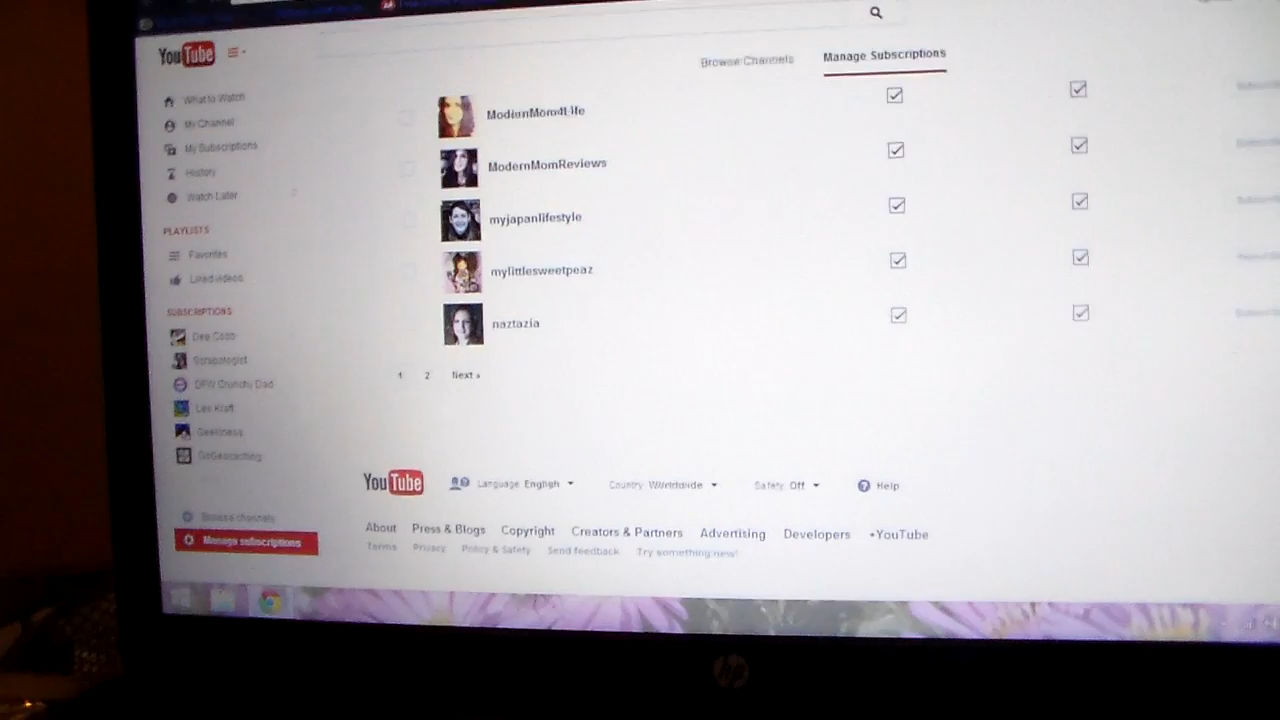 YouTube
Browse Channels Manage Subscriptions
What to Watch
My Channel
My Subscriptions
History
Watch Later
PLAYLISTS
Favorites
Liked videos
SUBSCRIPTIONS
Dee Cobb
Scrapologist
DFW Crunchy Dad
Lee Kraft
Geekiness
GoGeocaching
Browse channels
Manage subscriptions
ModernMom4Life
ModernMomReviews
myjapanlifestyle
mylittlesweetpeaz
naztazia
1 2 Next »
YouTube Language: English Country: Worldwide Safety: Off Help
About Press & Blogs Copyright Creators & Partners Advertising Developers +YouTube
Terms Privacy Policy & Safety Send feedback Try something new!
hp